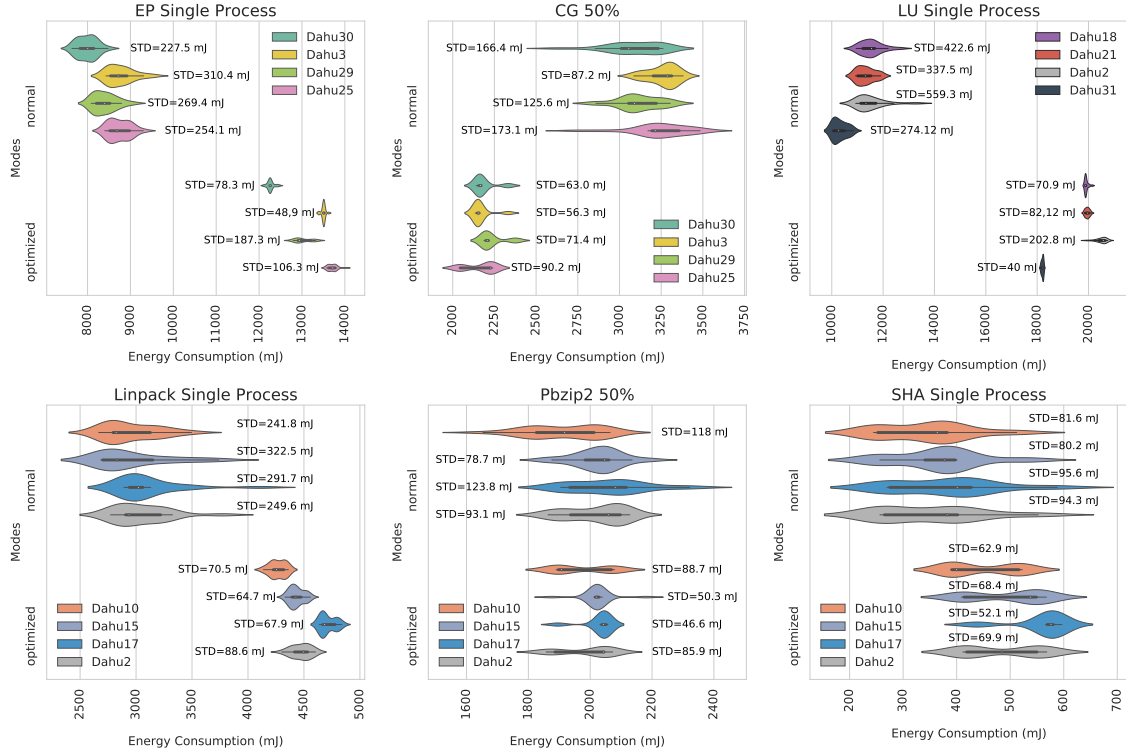 EP Single Process
STD=227.5 mJ
STD=310.4 mJ
STD=269.4 mJ
STD=254.1 mJ
STD=78.3 mJ
STD=48,9 mJ
STD=187.3 mJ
STD=106.3 mJ
Dahu30
Dahu3
Dahu29
Dahu25
normal
Modes
optimized
8000
9000
10000
11000
12000
13000
14000
Energy Consumption (mJ)
CG 50%
STD=166.4 mJ
STD=87.2 mJ
STD=125.6 mJ
STD=173.1 mJ
STD=63.0 mJ
STD=56.3 mJ
STD=71.4 mJ
STD=90.2 mJ
Dahu30
Dahu3
Dahu29
Dahu25
normal
Modes
optimized
2000
2250
2500
2750
3000
3250
3500
3750
Energy Consumption (mJ)
LU Single Process
STD=422.6 mJ
STD=337.5 mJ
STD=559.3 mJ
STD=274.12 mJ
STD=70.9 mJ
STD=82,12 mJ
STD=202.8 mJ
STD=40 mJ
Dahu18
Dahu21
Dahu2
Dahu31
normal
Modes
optimized
10000
12000
14000
16000
18000
20000
Energy Consumption (mJ)
Linpack Single Process
STD=241.8 mJ
STD=322.5 mJ
STD=291.7 mJ
STD=249.6 mJ
STD=70.5 mJ
STD=64.7 mJ
STD=67.9 mJ
STD=88.6 mJ
Dahu10
Dahu15
Dahu17
Dahu2
normal
Modes
optimized
2500
3000
3500
4000
4500
5000
Energy Consumption (mJ)
Pbzip2 50%
STD=118 mJ
STD=78.7 mJ
STD=123.8 mJ
STD=93.1 mJ
STD=88.7 mJ
STD=50.3 mJ
STD=46.6 mJ
STD=85.9 mJ
Dahu10
Dahu15
Dahu17
Dahu2
normal
Modes
optimized
1600
1800
2000
2200
2400
Energy Consumption (mJ)
SHA Single Process
STD=81.6 mJ
STD=80.2 mJ
STD=95.6 mJ
STD=94.3 mJ
STD=62.9 mJ
STD=68.4 mJ
STD=52.1 mJ
STD=69.9 mJ
Dahu10
Dahu15
Dahu17
Dahu2
normal
Modes
optimized
200
300
400
500
600
700
Energy Consumption (mJ)